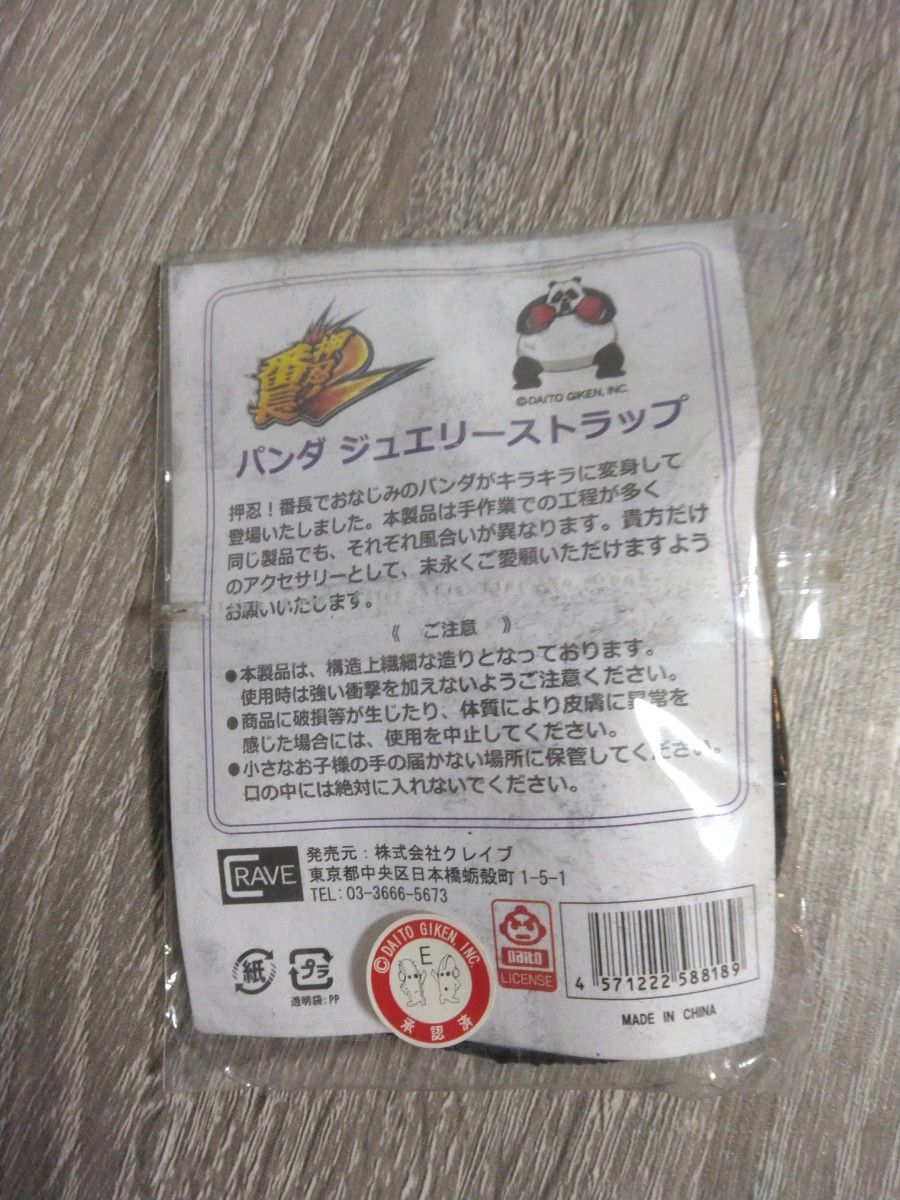 押忍！
番長2
©DAITO GIKEN, INC.
パンダ ジュエリーストラップ
押忍！番長でおなじみのパンダがキラキラに変身して
登場いたしました。本製品は手作業での工程が多く
同じ製品でも、それぞれ風合いが異なります。貴方だけ
のアクセサリーとして、末永くご愛願いただけますよう
お願いいたします。
《 ご注意 》
●本製品は、構造上繊細な造りとなっております。
使用時は強い衝撃を加えないようご注意ください。
●商品に破損等が生じたり、体質により皮膚に異常を
感じた場合には、使用を中止してください。
●小さなお子様の手の届かない場所に保管してください。
口の中には絶対に入れないでください。
CRAVE
発売元：株式会社クレイブ
東京都中央区日本橋蛎殻町 1-5-1
TEL: 03-3666-5673
紙
プラ
透明袋: PP
©DAITO GIKEN, INC.
E
承認済
Daito
LICENSE
4 571222 588189
MADE IN CHINA